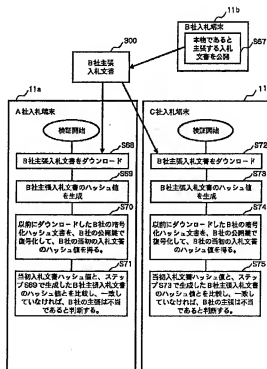 11b
B社入札端末
本物であると
主張する入札
文書を公開
S67
300
B社主張
入札文書
11a
A社入札端末
検証開始
S68
B社主張入札文書をダウンロード
S69
B社主張入札文書のハッシュ値
を生成
S70
以前にダウンロードしたB社の暗号
化ハッシュ文書を、B社の公開鍵で
復号化して、B社の当初の入札文書
のハッシュ値を得る。
S71
当初入札文書ハッシュ値と、ステッ
プS69で生成したB社主張入札文書
のハッシュ値とを比較し、一致し
ていなければ、B社の主張は不当
であると判断する。
11
C社入札端末
検証開始
S72
B社主張入札文書をダウンロード
S73
B社主張入札文書のハッシュ値
を生成
S74
以前にダウンロードしたB社の暗号
化ハッシュ文書を、B社の公開鍵
で復号化して、B社の当初の入札文
書のハッシュ値を得る。
S75
当初入札文書ハッシュ値と、ステッ
プS73で生成したB社主張入札文
書のハッシュ値とを比較し、一致
していなければ、B社の主張は不
当であると判断する。